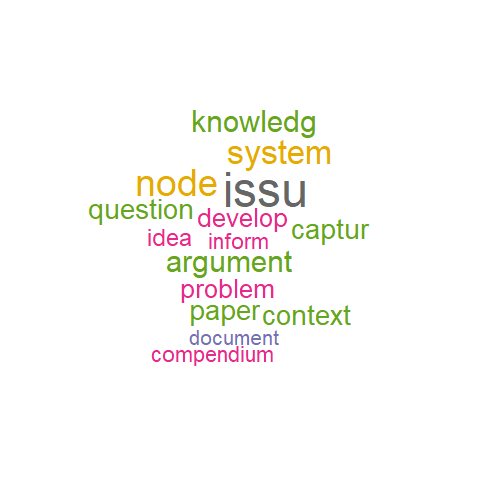 knowledg
system
node
issu
question
develop
captur
idea
inform
argument
problem
paper
context
document
compendium